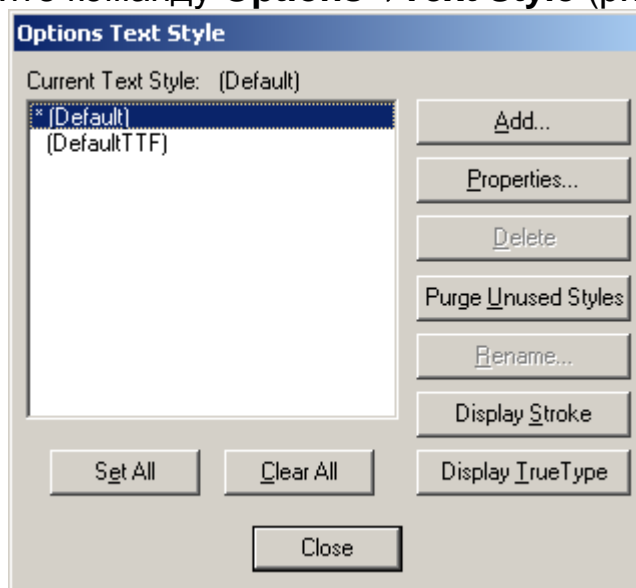 команду
Options Text Style
Current Text Style: (Default)
* (Default)
(DefaultTTF)
Add...
Properties...
Delete
Purge Unused Styles
Rename...
Display Stroke
Set All
Clear All
Display TrueType
Close